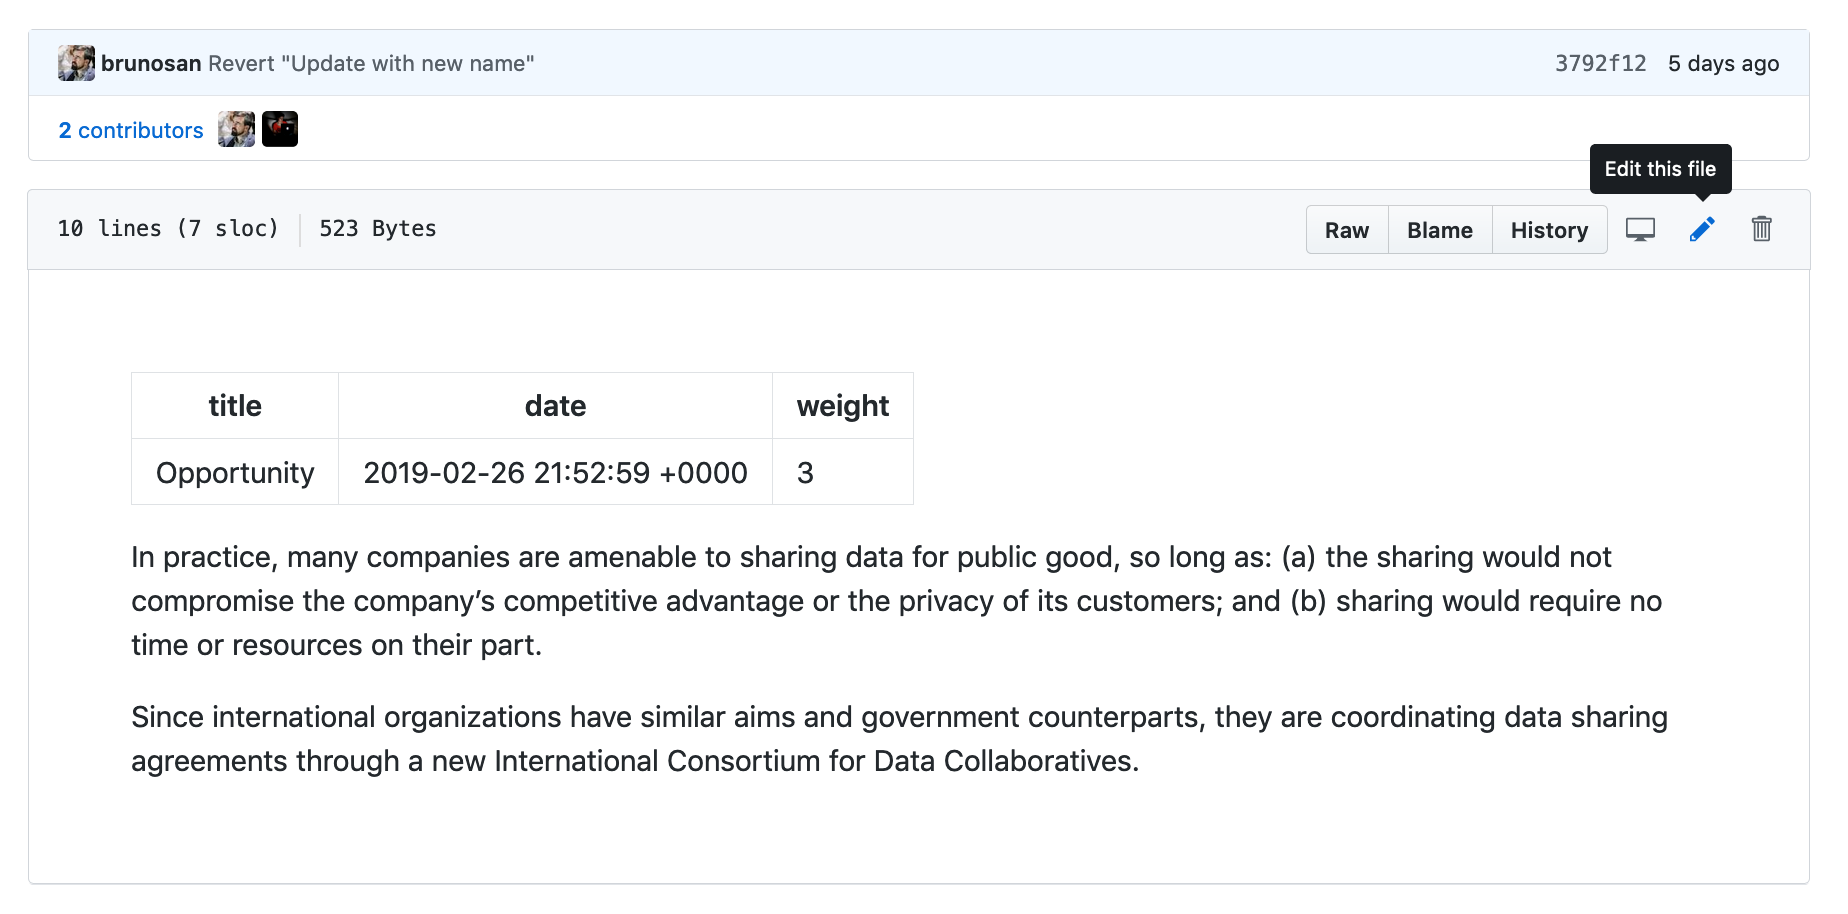 brunosan Revert "Update with new name" 3792f12 5 days ago
2 contributors
Edit this file
10 lines (7 sloc) 523 Bytes Raw Blame History
title date weight
Opportunity 2019-02-26 21:52:59 +0000 3
In practice, many companies are amenable to sharing data for public good, so long as: (a) the sharing would not
compromise the company’s competitive advantage or the privacy of its customers; and (b) sharing would require no
time or resources on their part.
Since international organizations have similar aims and government counterparts, they are coordinating data sharing
agreements through a new International Consortium for Data Collaboratives.